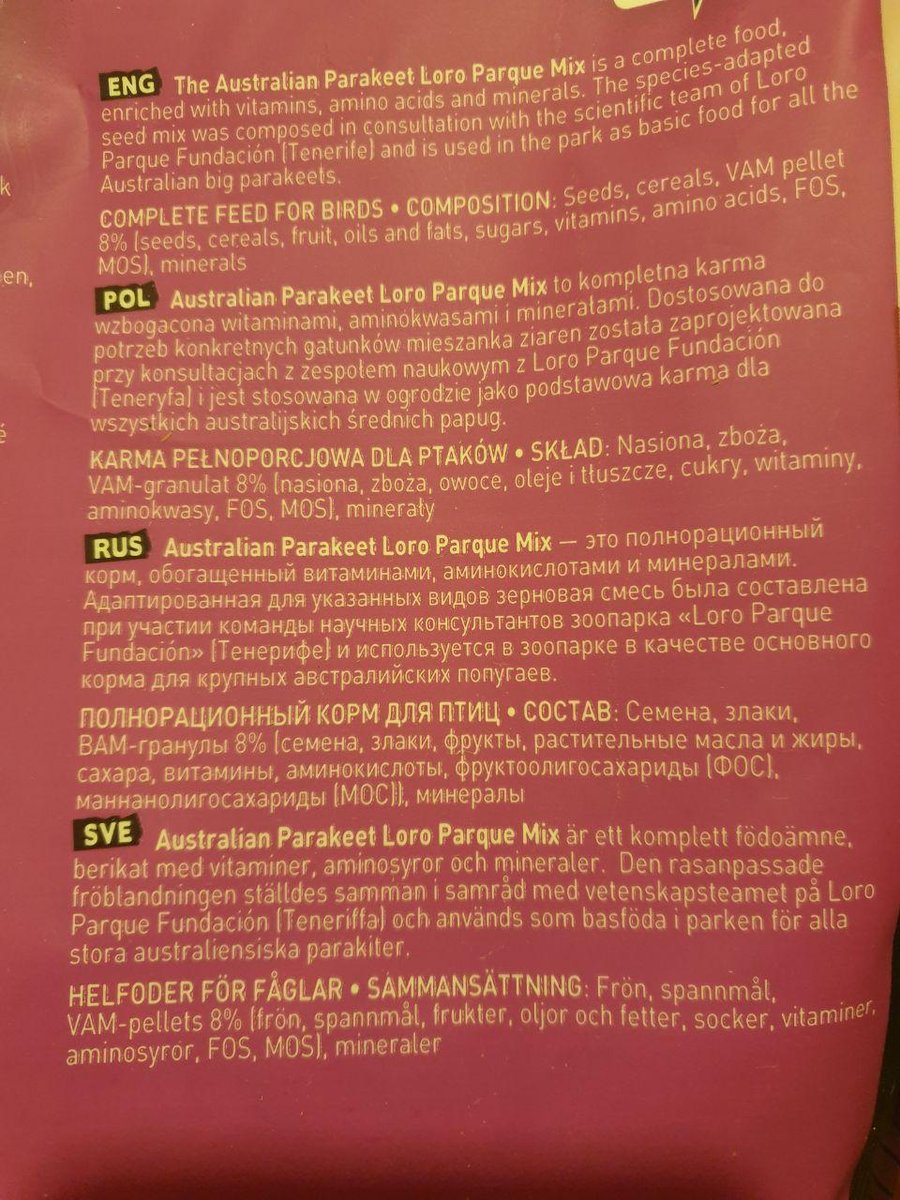 ENG The Australian Parakeet Loro Parque Mix is a complete food,
enriched with vitamins, amino acids and minerals. The species-adapted
seed mix was composed in consultation with the scientific team of Loro
Parque Fundación (Tenerife) and is used in the park as basic food for all the
Australian big parakeets.
COMPLETE FEED FOR BIRDS • COMPOSITION: Seeds, cereals, VAM pellet
8% (seeds, cereals, fruit, oils and fats, sugars, vitamins, amino acids, FOS,
MOS), minerals
POL Australian Parakeet Loro Parque Mix to kompletna karma
wzbogacona witaminami, aminokwasami i minerałami. Dostosowana do
potrzeb konkretnych gatunków mieszanka ziaren została zaprojektowana
przy konsultacjach z zespołem naukowym z Loro Parque Fundación
(Teneryfa) i jest stosowana w ogrodzie jako podstawowa karma dla
wszystkich australijskich średnich papug.
KARMA PEŁNOPORCJOWA DLA PTAKÓW • SKŁAD: Nasiona, zboża,
VAM-granulat 8% (nasiona, zboża, owoce, oleje i tłuszcze, cukry, witaminy,
aminokwasy, FOS, MOS), minerały
RUS Australian Parakeet Loro Parque Mix — это полнорационный
корм, обогащенный витаминами, аминокислотами и минералами.
Адаптированная для указанных видов зерновая смесь была составлена
при участии команды научных консультантов зоопарка «Loro Parque
Fundación» (Тенерифе) и используется в зоопарке в качестве основного
корма для крупных австралийских попугаев.
ПОЛНОРАЦИОННЫЙ КОРМ ДЛЯ ПТИЦ • СОСТАВ: Семена, злаки,
ВАМ-гранулы 8% (семена, злаки, фрукты, растительные масла и жиры,
сахара, витамины, аминокислоты, фруктоолигосахариды (ФОС),
маннанолигосахариды (МОС)), минералы
SVE Australian Parakeet Loro Parque Mix är ett komplett födoämne,
berikat med vitaminer, aminosyror och mineraler. Den rasanpassade
fröblandningen ställdes samman i samråd med vetenskapsteamet på Loro
Parque Fundación (Teneriffa) och används som basföda i parken för alla
stora australiensiska parakiter.
HELFODER FÖR FÅGLAR • SAMMANSÄTTNING: Frön, spannmål,
VAM-pellets 8% (frön, spannmål, frukter, oljor och fetter, socker, vitaminer,
aminosyror, FOS, MOS), mineraler